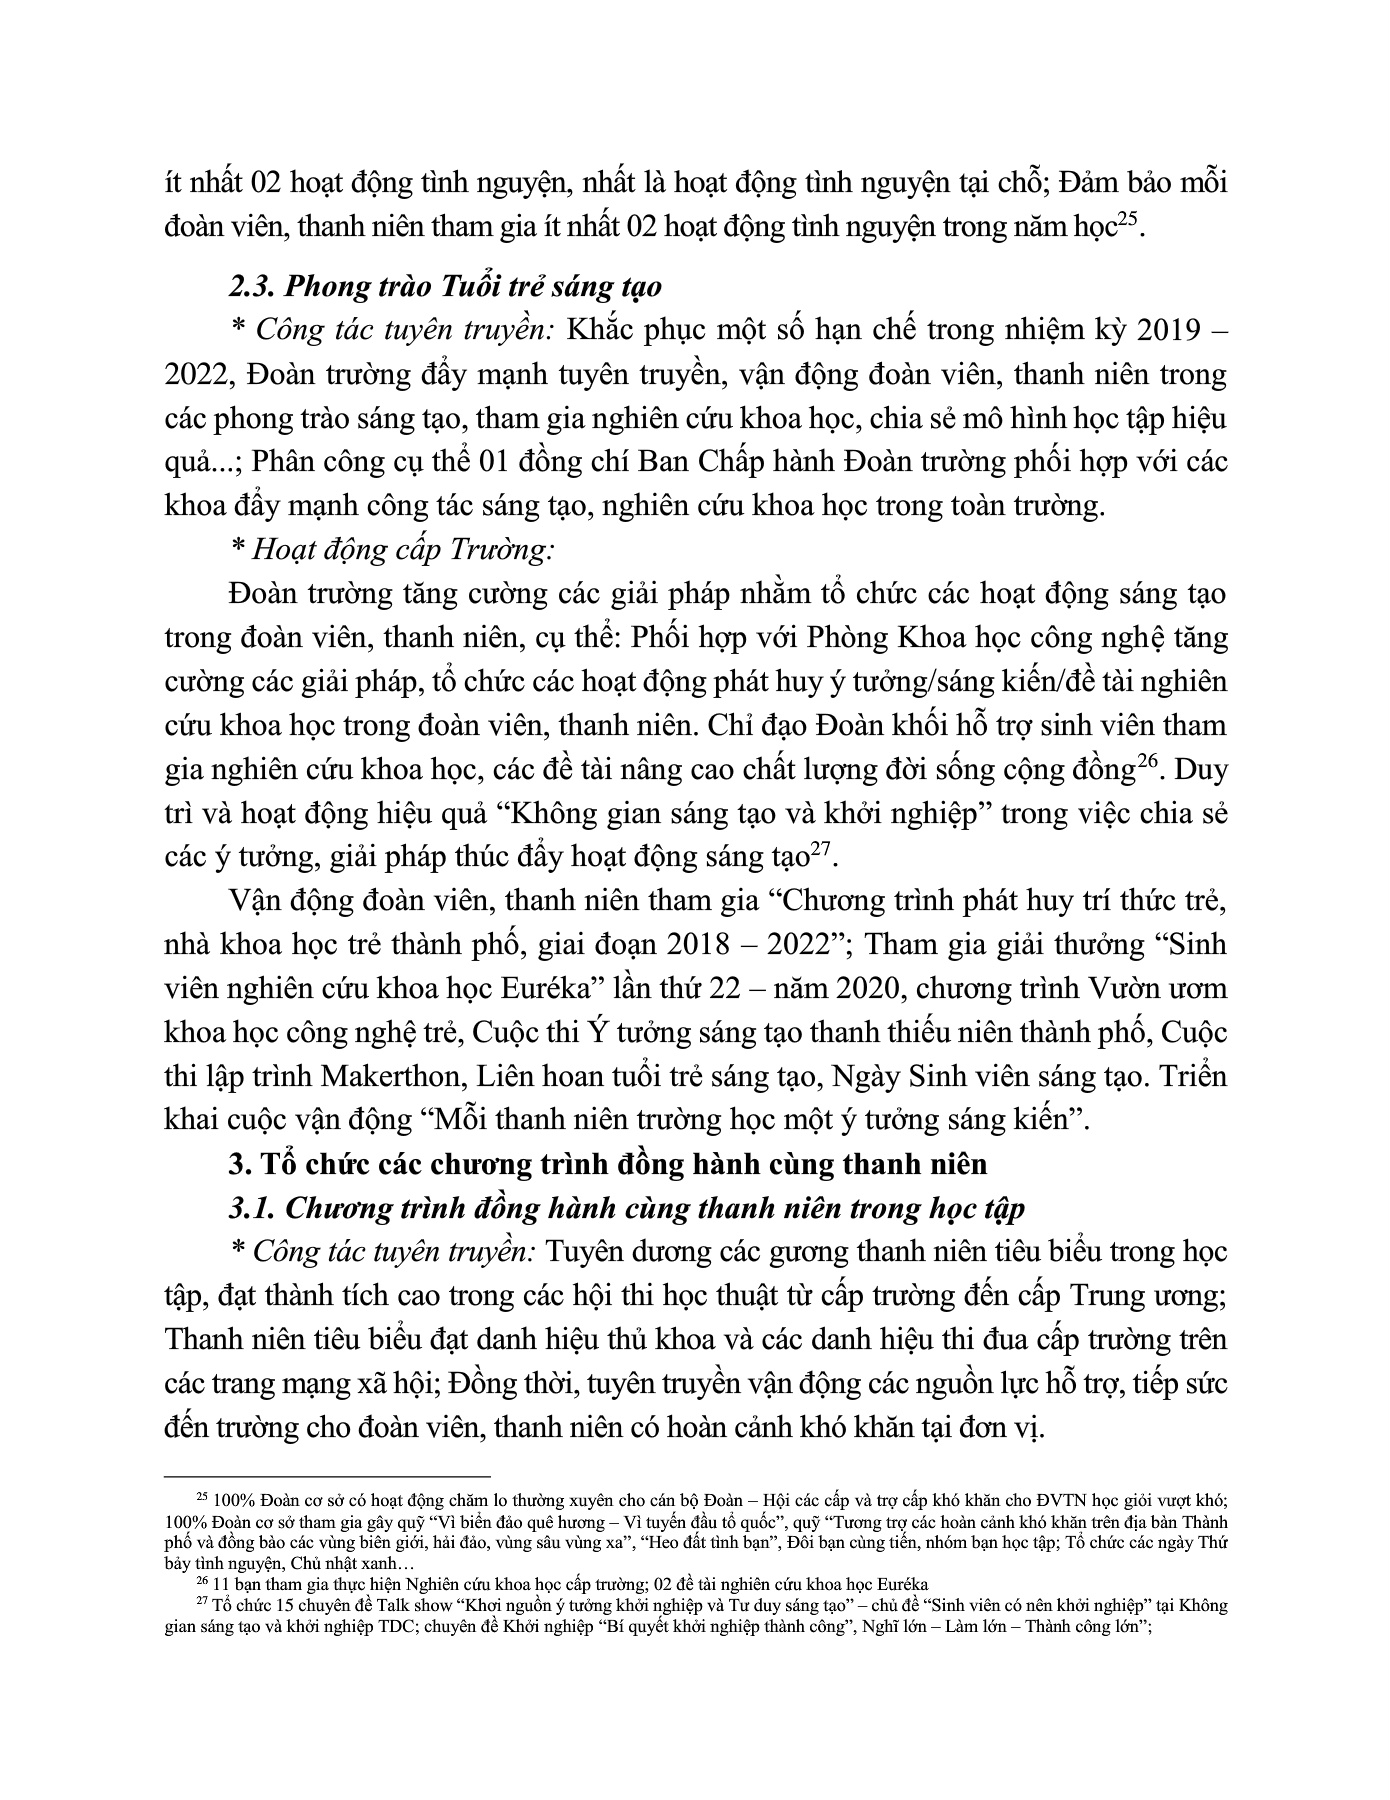 ít nhất 02 hoạt động tình nguyện, nhất là hoạt động tình nguyện tại chỗ; Đảm bảo mỗi
đoàn viên, thanh niên tham gia ít nhất 02 hoạt động tình nguyện trong năm học25.
2.3. Phong trào Tuổi trẻ sáng tạo
* Công tác tuyên truyền: Khắc phục một số hạn chế trong nhiệm kỳ 2019 –
2022, Đoàn trường đẩy mạnh tuyên truyền, vận động đoàn viên, thanh niên trong
các phong trào sáng tạo, tham gia nghiên cứu khoa học, chia sẻ mô hình học tập hiệu
quả...; Phân công cụ thể 01 đồng chí Ban Chấp hành Đoàn trường phối hợp với các
khoa đẩy mạnh công tác sáng tạo, nghiên cứu khoa học trong toàn trường.
* Hoạt động cấp Trường:
Đoàn trường tăng cường các giải pháp nhằm tổ chức các hoạt động sáng tạo
trong đoàn viên, thanh niên, cụ thể: Phối hợp với Phòng Khoa học công nghệ tăng
cường các giải pháp, tổ chức các hoạt động phát huy ý tưởng/sáng kiến/đề tài nghiên
cứu khoa học trong đoàn viên, thanh niên. Chỉ đạo Đoàn khối hỗ trợ sinh viên tham
gia nghiên cứu khoa học, các đề tài nâng cao chất lượng đời sống cộng đồng26. Duy
trì và hoạt động hiệu quả “Không gian sáng tạo và khởi nghiệp” trong việc chia sẻ
các ý tưởng, giải pháp thúc đẩy hoạt động sáng tạo27.
Vận động đoàn viên, thanh niên tham gia “Chương trình phát huy trí thức trẻ,
nhà khoa học trẻ thành phố, giai đoạn 2018 – 2022”; Tham gia giải thưởng “Sinh
viên nghiên cứu khoa học Euréka” lần thứ 22 – năm 2020, chương trình Vườn ươm
khoa học công nghệ trẻ, Cuộc thi Ý tưởng sáng tạo thanh thiếu niên thành phố, Cuộc
thi lập trình Makerthon, Liên hoan tuổi trẻ sáng tạo, Ngày Sinh viên sáng tạo. Triển
khai cuộc vận động “Mỗi thanh niên trường học một ý tưởng sáng kiến”.
3. Tổ chức các chương trình đồng hành cùng thanh niên
3.1. Chương trình đồng hành cùng thanh niên trong học tập
* Công tác tuyên truyền: Tuyên dương các gương thanh niên tiêu biểu trong học
tập, đạt thành tích cao trong các hội thi học thuật từ cấp trường đến cấp Trung ương;
Thanh niên tiêu biểu đạt danh hiệu thủ khoa và các danh hiệu thi đua cấp trường trên
các trang mạng xã hội; Đồng thời, tuyên truyền vận động các nguồn lực hỗ trợ, tiếp sức
đến trường cho đoàn viên, thanh niên có hoàn cảnh khó khăn tại đơn vị.
25 100% Đoàn cơ sở có hoạt động chăm lo thường xuyên cho cán bộ Đoàn – Hội các cấp và trợ cấp khó khăn cho ĐVTN học giỏi vượt khó;
100% Đoàn cơ sở tham gia gây quỹ “Vì biển đảo quê hương – Vì tuyến đầu tổ quốc”, quỹ “Tương trợ các hoàn cảnh khó khăn trên địa bàn Thành
phố và đồng bào các vùng biên giới, hải đảo, vùng sâu vùng xa”, “Heo đất tình bạn”, Đôi bạn cùng tiến, nhóm bạn học tập; Tổ chức các ngày Thứ
bảy tình nguyện, Chủ nhật xanh…
26 11 bạn tham gia thực hiện Nghiên cứu khoa học cấp trường; 02 đề tài nghiên cứu khoa học Euréka
27 Tổ chức 15 chuyên đề Talk show “Khơi nguồn ý tưởng khởi nghiệp và Tư duy sáng tạo” – chủ đề “Sinh viên có nên khởi nghiệp” tại Không
gian sáng tạo và khởi nghiệp TDC; chuyên đề Khởi nghiệp “Bí quyết khởi nghiệp thành công”, Nghĩ lớn – Làm lớn – Thành công lớn”;